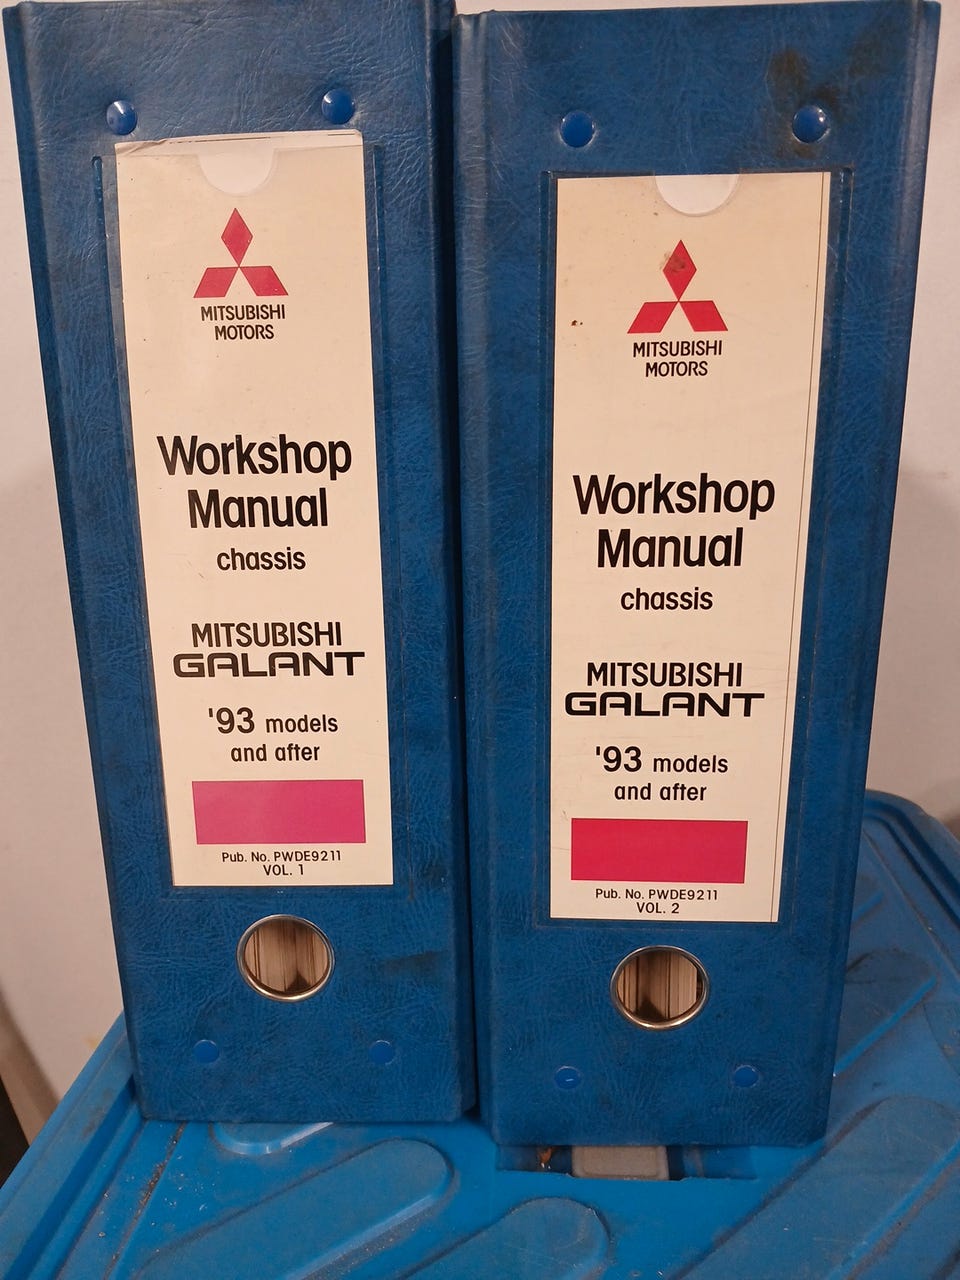 MITSUBISHI
MOTORS
Workshop
Manual
chassis
MITSUBISHI
GALANT
'93 models
and after
Pub. No. PWDE9211
VOL. 1
MITSUBISHI
MOTORS
Workshop
Manual
chassis
MITSUBISHI
GALANT
'93 models
and after
Pub. No. PWDE9211
VOL. 2